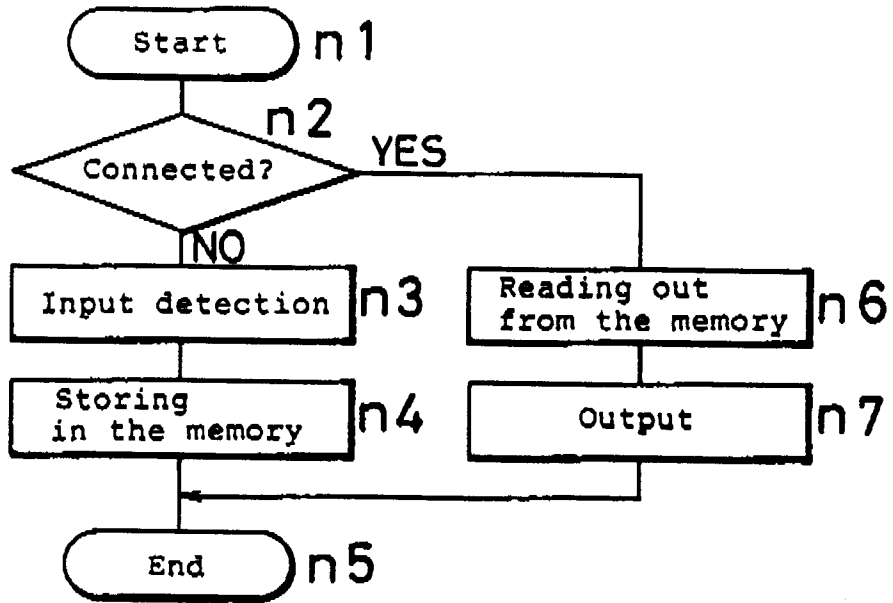 Start n1
n2
Connected? YES
NO
Input detection n3
Reading out
from the memory n6
Storing
in the memory n4
Output n7
End n5